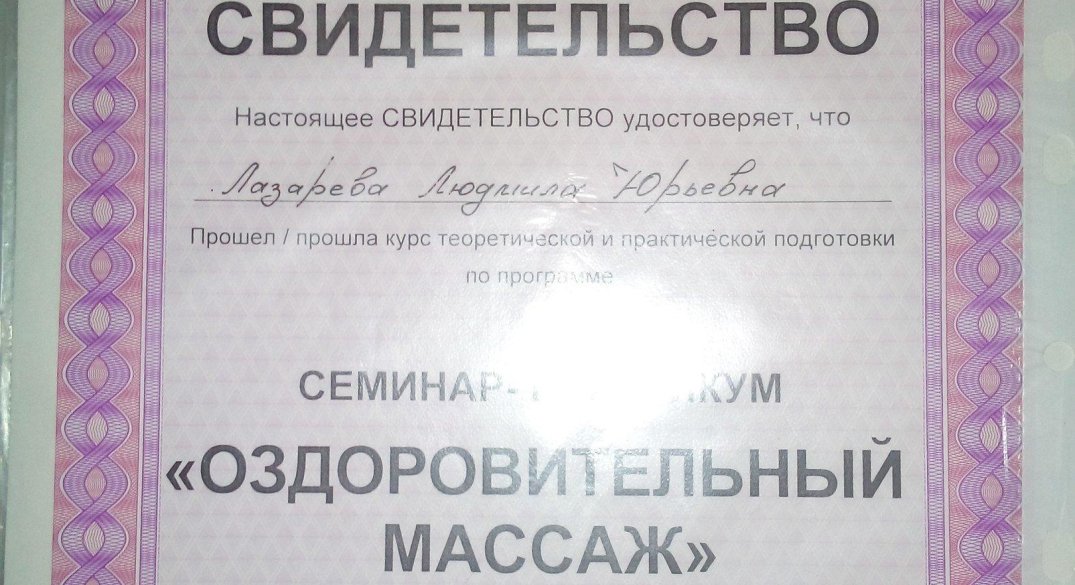 СВИДЕТЕЛЬСТВО
Настоящее СВИДЕТЕЛЬСТВО удостоверяет, что
Лазарева Людмила Юрьевна
Прошел / прошла курс теоретической и практической подготовки
по программе
СЕМИНАР-
«ОЗДОРОВИТЕЛЬНЫЙ
МАССАЖ»